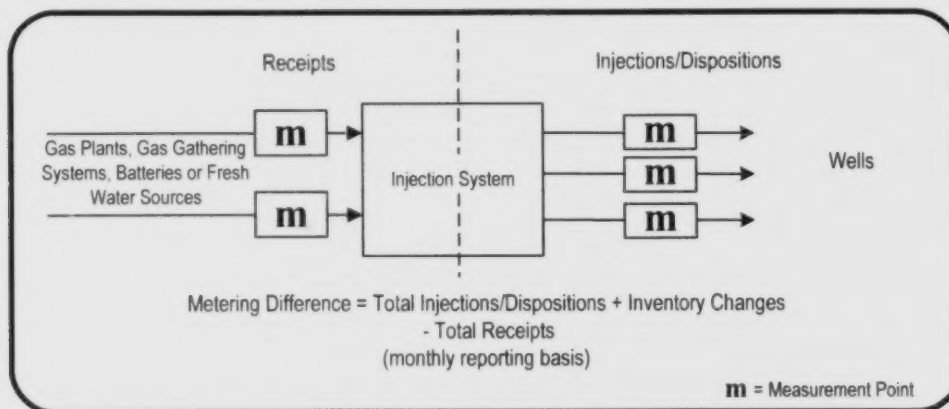 Receipts
Injections/Dispositions
m
m
Gas Plants, Gas Gathering
Systems, Batteries or Fresh
Water Sources
m
Injection System
m
m
m
Wells
Metering Difference = Total Injections/Dispositions + Inventory Changes
- Total Receipts
(monthly reporting basis)
m = Measurement Point